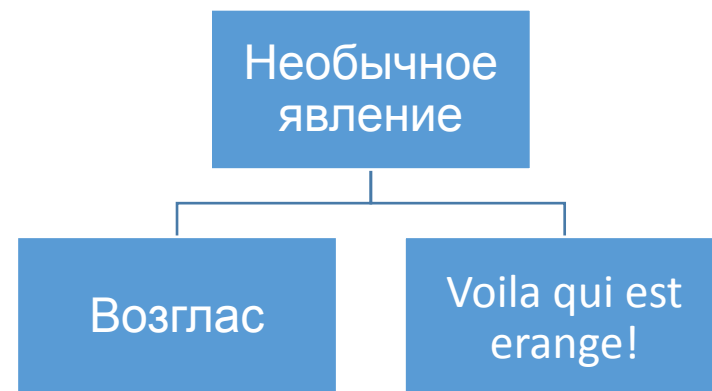 Необычное
явление
Возглас
Voila qui est
erange!